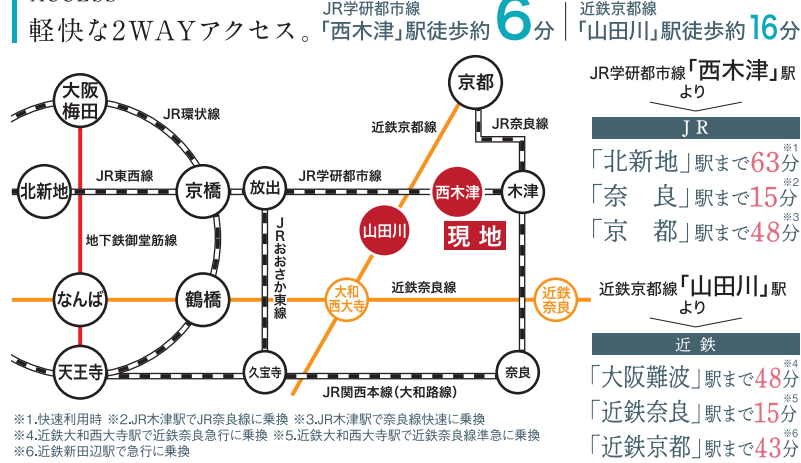 ACCESS
軽快な2WAYアクセス。
JR学研都市線
「西木津」駅徒歩約6分
近鉄京都線
「山田川」駅徒歩約16分
大阪
梅田
JR環状線
京都
近鉄京都線
JR奈良線
北新地
JR東西線
京橋
放出
JR学研都市線
西木津
木津
山田川
現地
地下鉄御堂筋線
JRおおさか東線
なんば
鶴橋
大和
西大寺
近鉄奈良線
近鉄
奈良
天王寺
久宝寺
奈良
JR関西本線(大和路線)
JR学研都市線「西木津」駅
より
JR
「北新地」駅まで63分※1
「奈　良」駅まで15分※2
「京　都」駅まで48分※3
近鉄京都線「山田川」駅
より
近鉄
「大阪難波」駅まで48分※4
「近鉄奈良」駅まで15分※5
「近鉄京都」駅まで43分※6
※1.快速利用時 ※2.JR木津駅でJR奈良線に乗換 ※3.JR木津駅で奈良線快速に乗換
※4.近鉄大和西大寺駅で近鉄奈良急行に乗換 ※5.近鉄大和西大寺駅で近鉄奈良線準急に乗換
※6.近鉄新田辺駅で急行に乗換